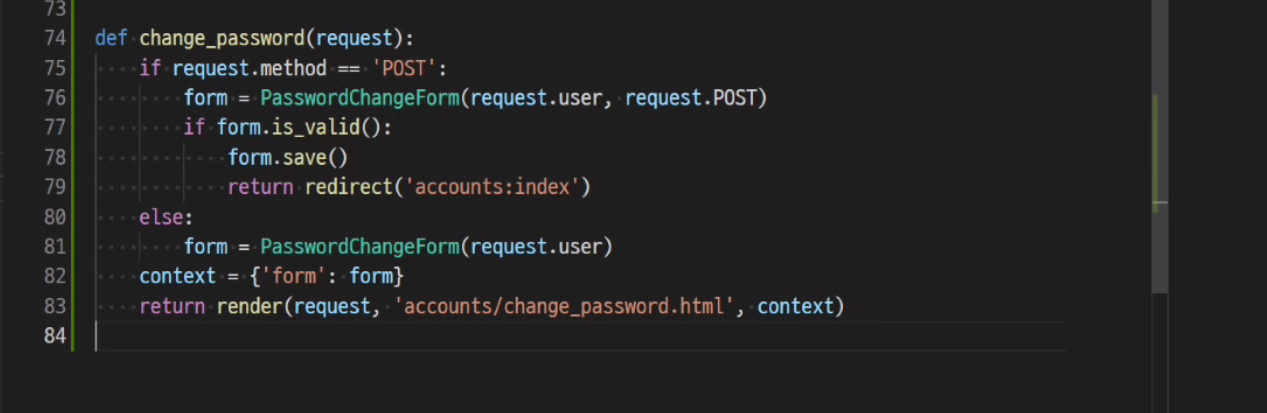 73
74 def change_password(request):
75     if request.method == 'POST':
76         form = PasswordChangeForm(request.user, request.POST)
77         if form.is_valid():
78             form.save()
79             return redirect('accounts:index')
80     else:
81         form = PasswordChangeForm(request.user)
82     context = {'form': form}
83     return render(request, 'accounts/change_password.html', context)
84